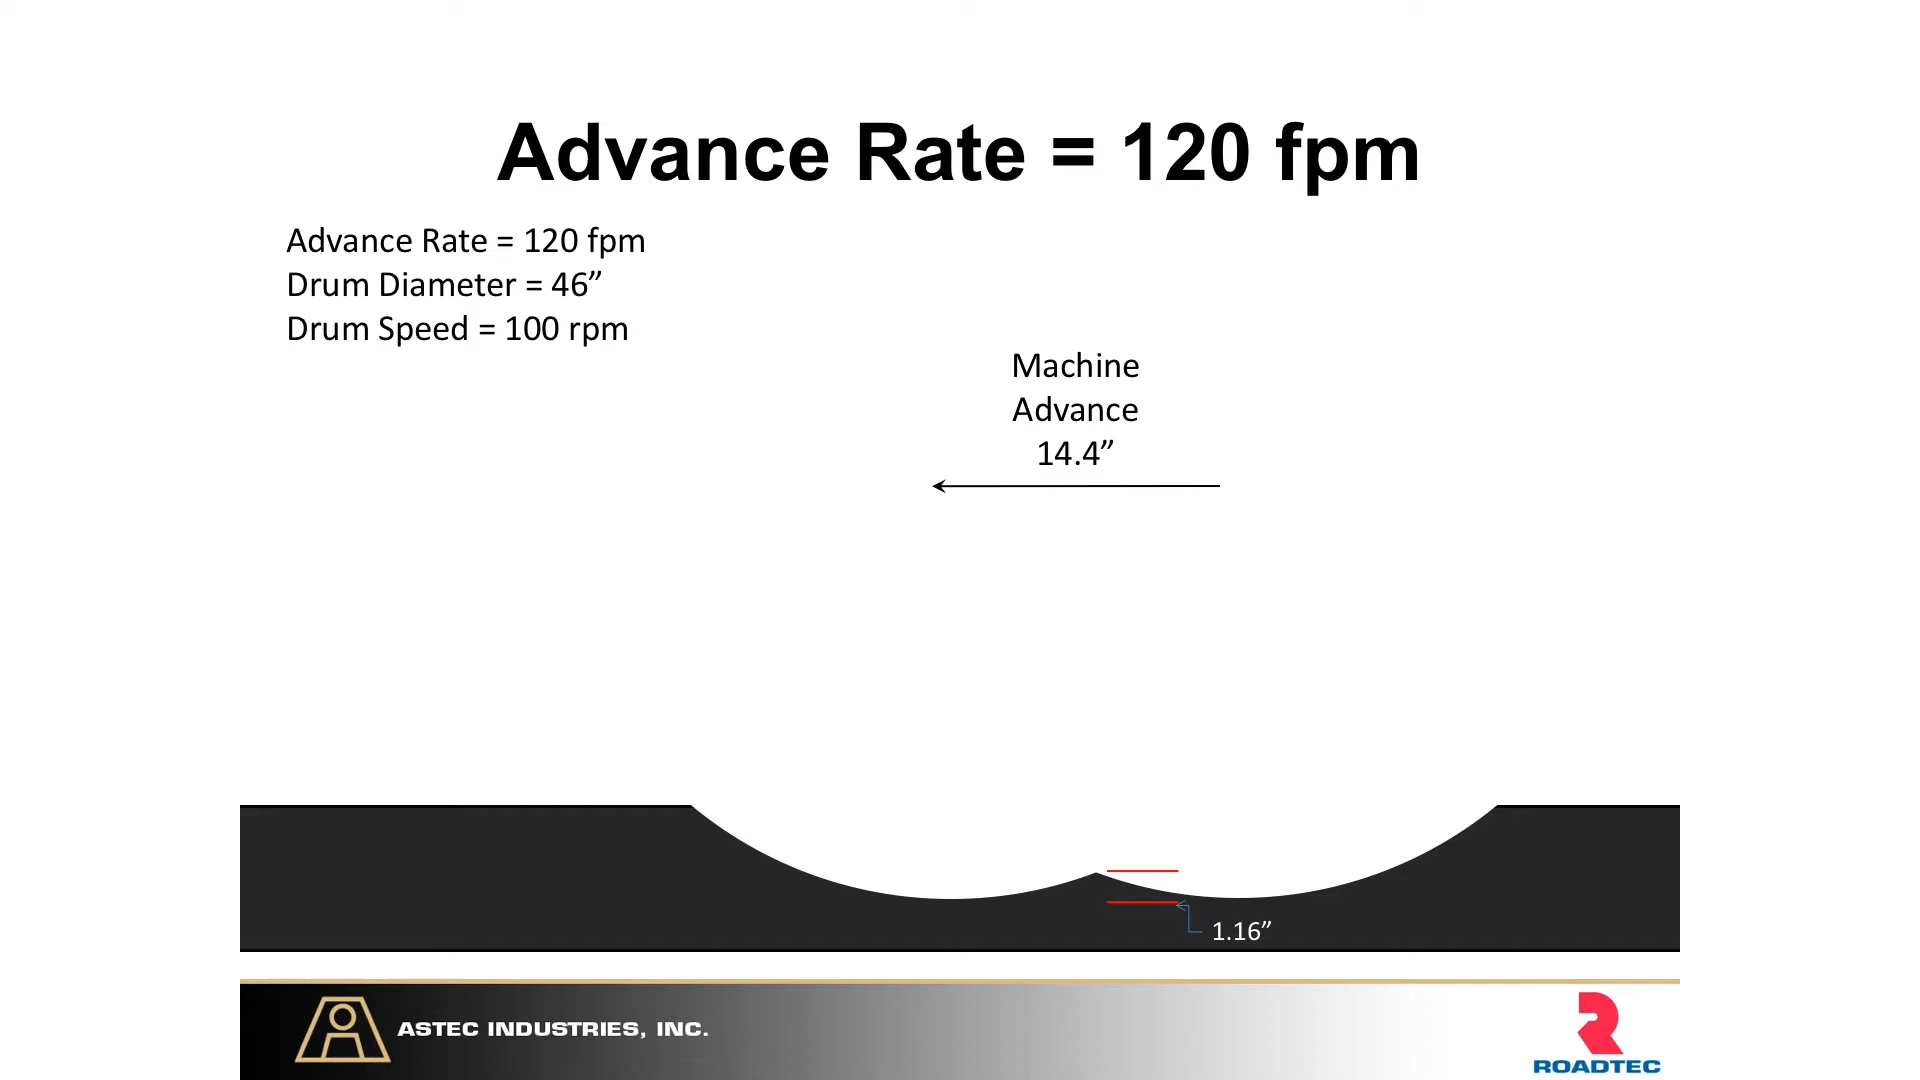 Advance Rate = 120 fpm
Advance Rate = 120 fpm
Drum Diameter = 46”
Drum Speed = 100 rpm
Machine
Advance
14.4”
1.16”
ASTEC INDUSTRIES, INC.
ROADTEC